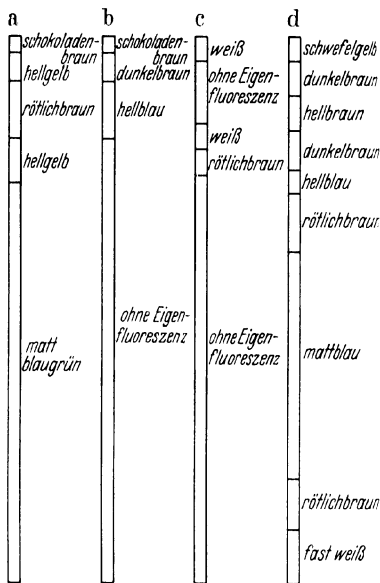 a
schokoladen-
braun
hellgelb
rötlichbraun
hellgelb
matt
blaugrün
b
schokoladen-
braun
dunkelbraun
hellblau
ohne Eigen-
fluoreszenz
c
weiß
ohne Eigen-
fluoreszenz
weiß
rötlichbraun
ohne Eigen-
fluoreszenz
d
schwefelgelb
dunkelbraun
hellbraun
dunkelbraun
hellblau
rötlichbraun
mattblau
rötlichbraun
fast weiß